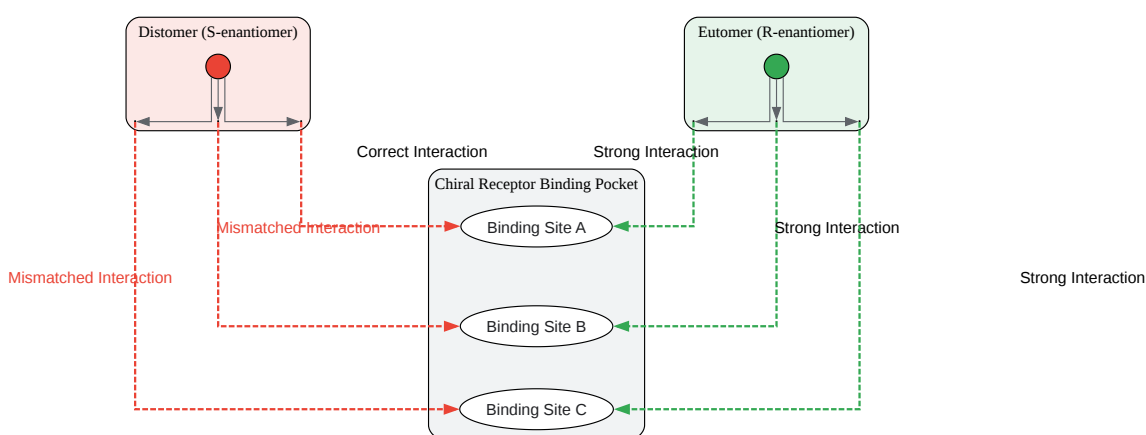 Distomer (S-enantiomer)
Eutomer (R-enantiomer)
Correct Interaction
Strong Interaction
Chiral Receptor Binding Pocket
Binding Site A
Mismatched Interaction
Strong Interaction
Mismatched Interaction
Strong Interaction
Binding Site B
Binding Site C